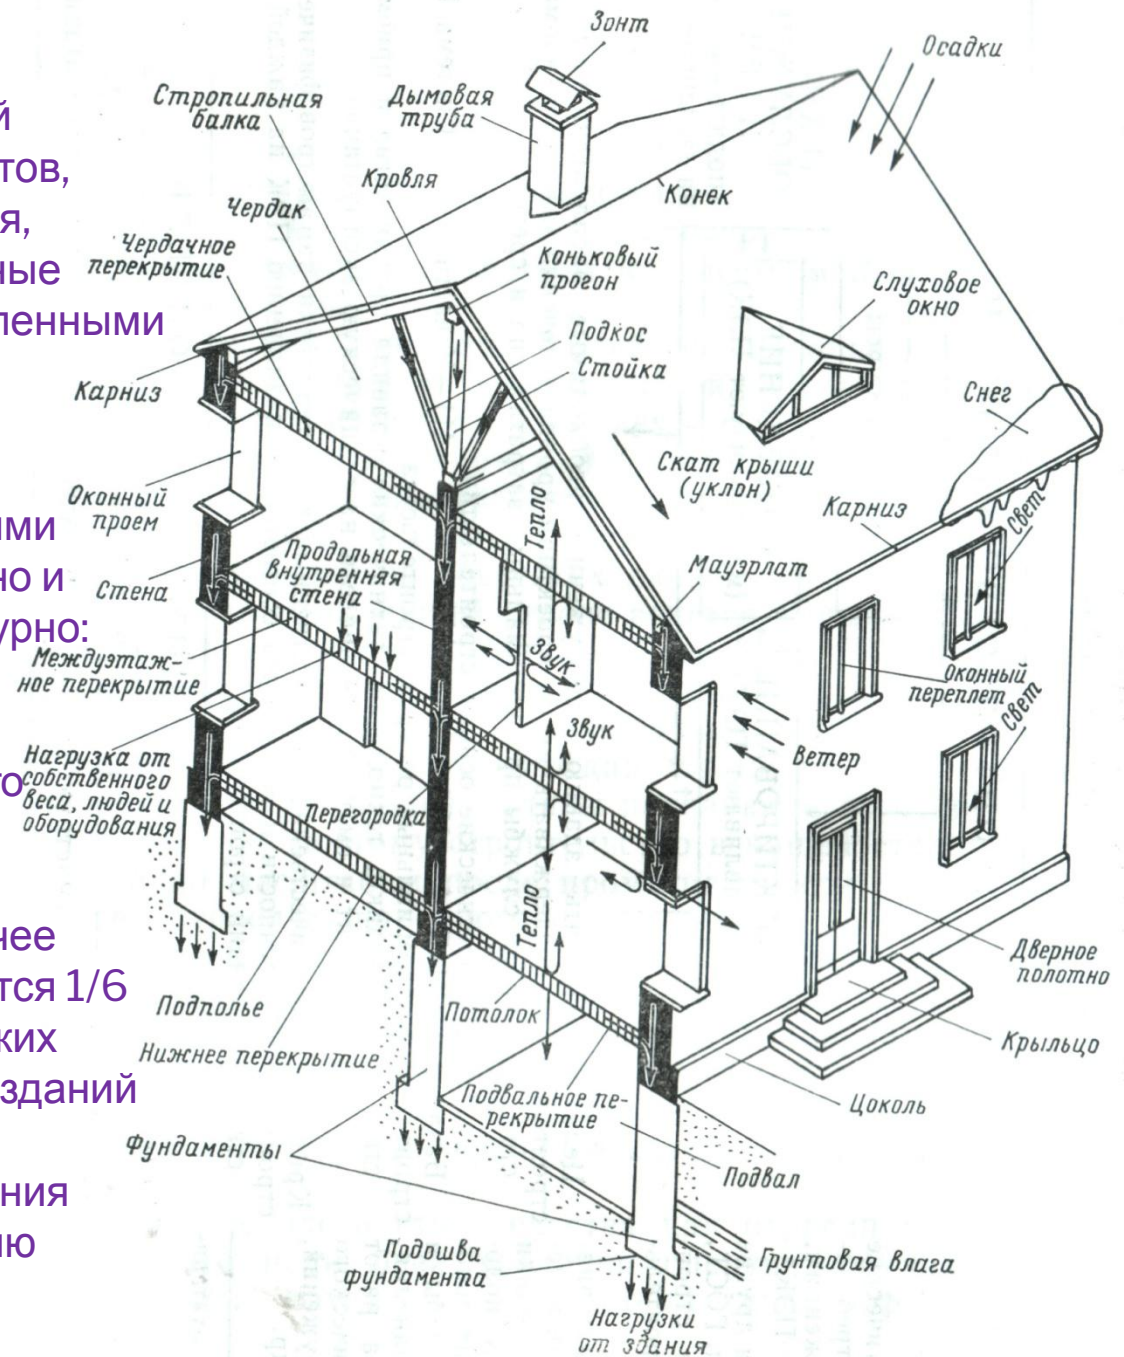 Зонт
Осадки
Стропильная
балка
Дымовая
труба
Кровля
Конек
Чердак
Чердачное
перекрытие
Коньковый
прогон
Слуховое
окно
Подкос
Стойка
Карниз
Снег
Скат крыши
(уклон)
Карниз
Свет
Оконный
проем
Тепло
Продольная
внутренняя
стена
Мауэрлат
Стена
Звук
Междуэтаж-
ное перекрытие
Оконный
переплет
Свет
Звук
Ветер
Нагрузка от
собственного
веса, людей и
оборудования
Перегородка
Тепло
Дверное
полотно
Подполье
Потолок
Нижнее перекрытие
Крыльцо
Подвальное пе-
рекрытие
Цоколь
Фундаменты
Подвал
Подошва
фундамента
Грунтовая влага
Нагрузки
от здания
й
тов,
я,
ные
ленными
ими
но и
урно:
го
чее
тся 1/6
ких
зданий
ния
ю